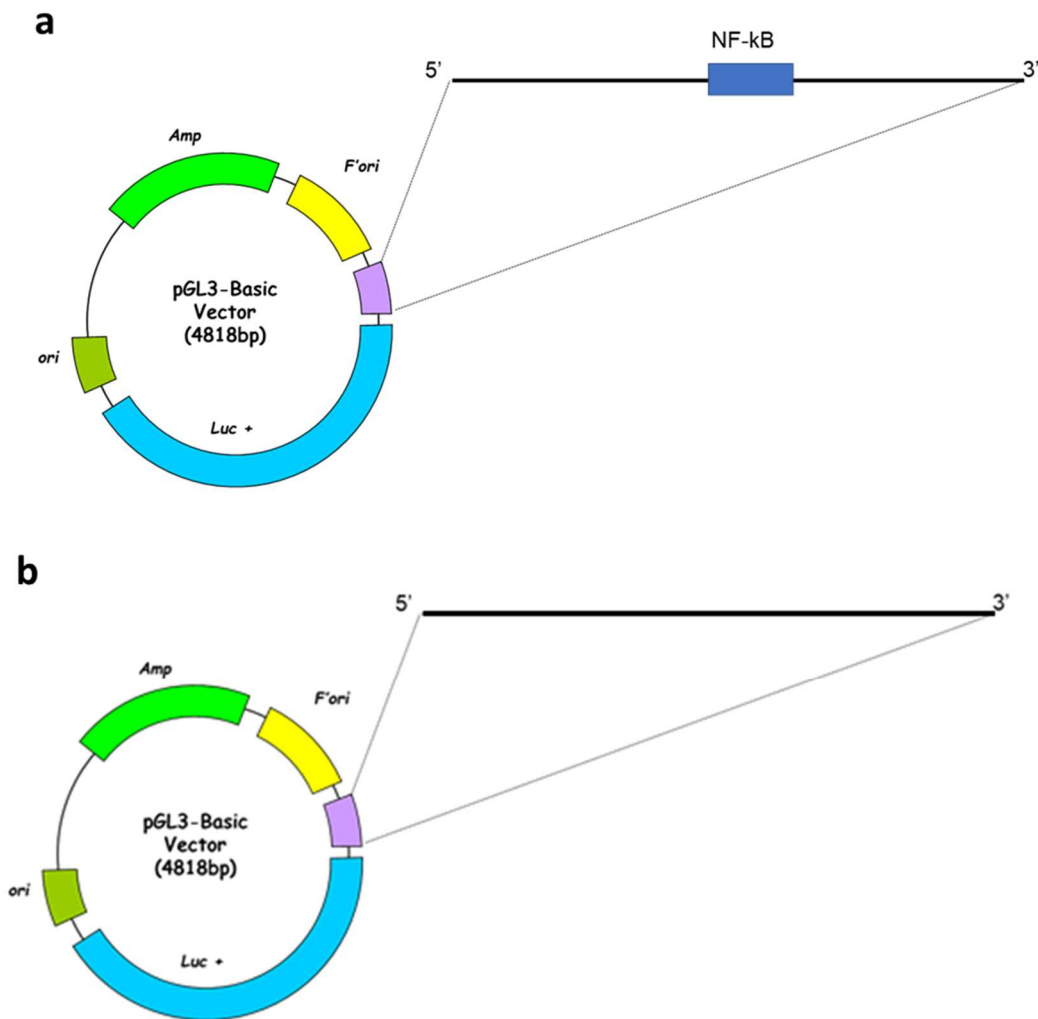 a
NF-kB
5’
3’
Amp
F'ori
pGL3-Basic
Vector
(4818bp)
ori
Luc +
b
5’
3’
Amp
F'ori
pGL3-Basic
Vector
(4818bp)
ori
Luc +